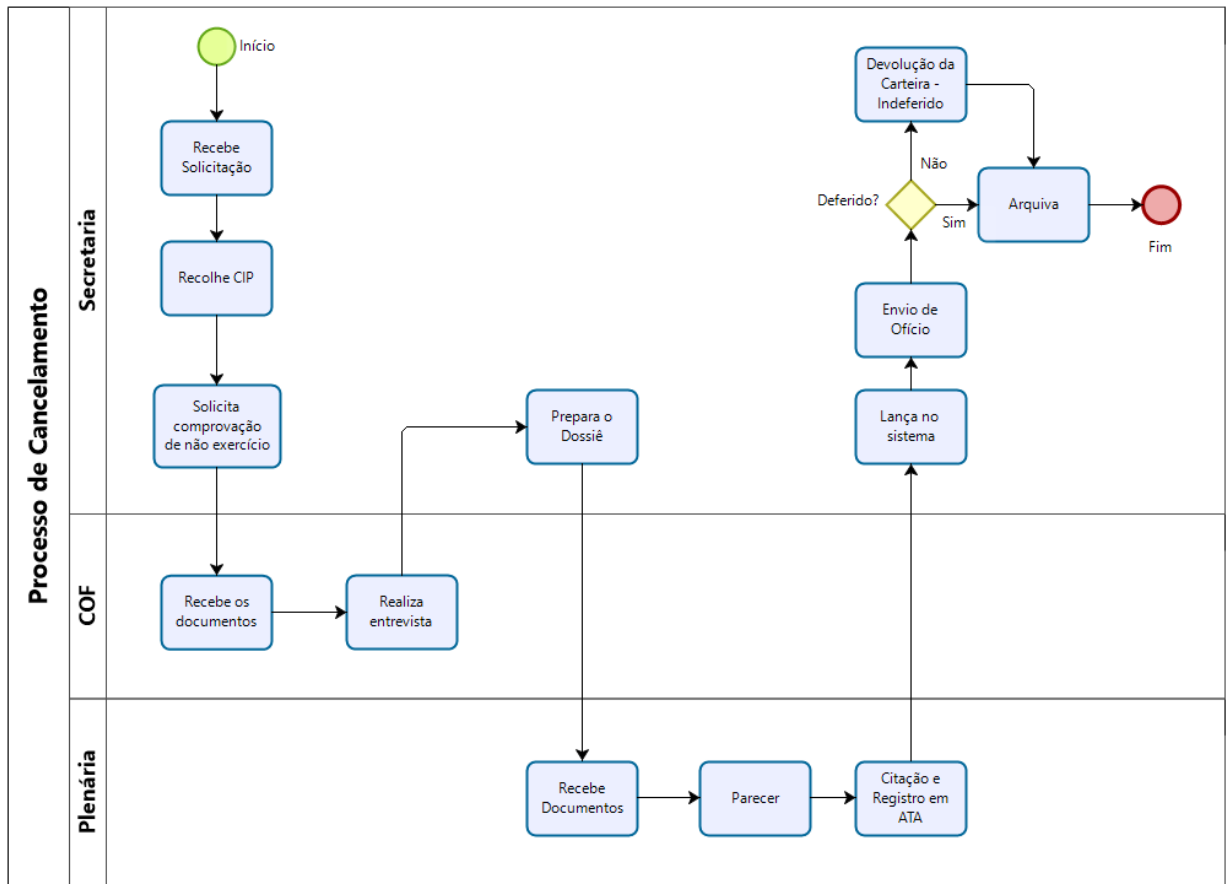 Processo de Cancelamento
Secretaria
Início
Recebe
Solicitação
Recolhe CIP
Solicita
comprovação
de não exercício
COF
Recebe os
documentos
Realiza
entrevista
Prepara o
Dossiê
Plenária
Recebe
Documentos
Parecer
Citação e
Registro em
ATA
Lança no
sistema
Envio de
Ofício
Deferido?
Não
Sim
Devolução da
Carteira -
Indeferido
Arquiva
Fim